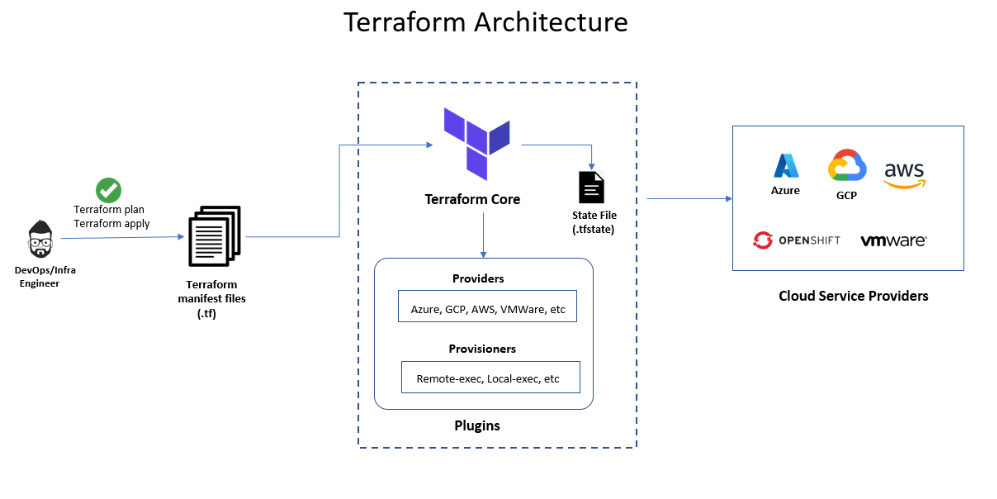 Terraform Architecture
Terraform plan
Terraform apply
DevOps/Infra
Engineer
Terraform
manifest files
(.tf)
Terraform Core
State File
(.tfstate)
Providers
Azure, GCP, AWS, VMWare, etc
Provisioners
Remote-exec, Local-exec, etc
Plugins
Azure
GCP
aws
OPENSHIFT
vmware®
Cloud Service Providers